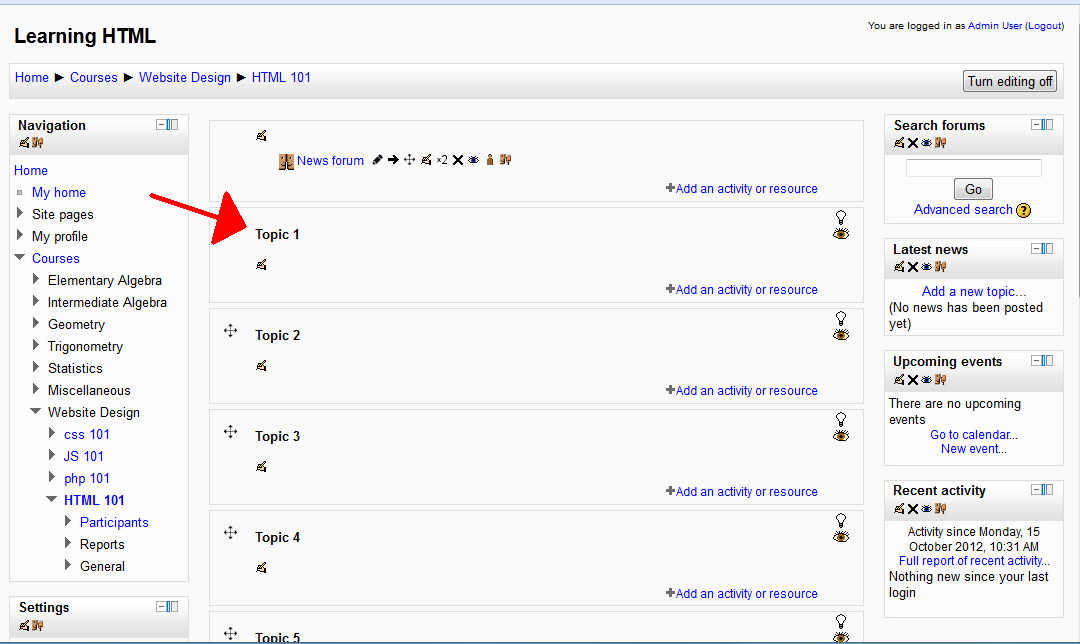 Learning HTML
You are logged in as Admin User (Logout)
Home ► Courses ► Website Design ► HTML 101
Turn editing off
Navigation
Home
My home
Site pages
My profile
Courses
Elementary Algebra
Intermediate Algebra
Geometry
Trigonometry
Statistics
Miscellaneous
Website Design
css 101
JS 101
php 101
HTML 101
Participants
Reports
General
Settings
News forum ×2
+Add an activity or resource
Topic 1
+Add an activity or resource
Topic 2
+Add an activity or resource
Topic 3
+Add an activity or resource
Topic 4
+Add an activity or resource
Topic 5
Search forums
Go
Advanced search ?
Latest news
Add a new topic...
(No news has been posted
yet)
Upcoming events
There are no upcoming
events
Go to calendar...
New event...
Recent activity
Activity since Monday, 15
October 2012, 10:31 AM
Full report of recent activity...
Nothing new since your last
login